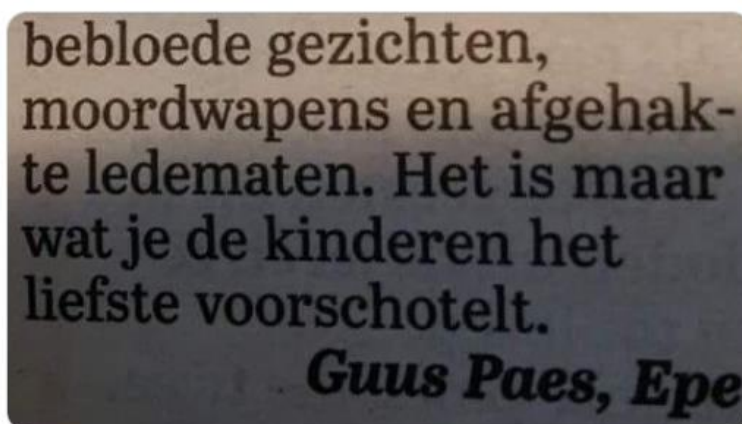 bebloede gezichten,
moordwapens en afgehak-
te ledematen. Het is maar
wat je de kinderen het
liefste voorschotelt.
Guus Paes, Epe